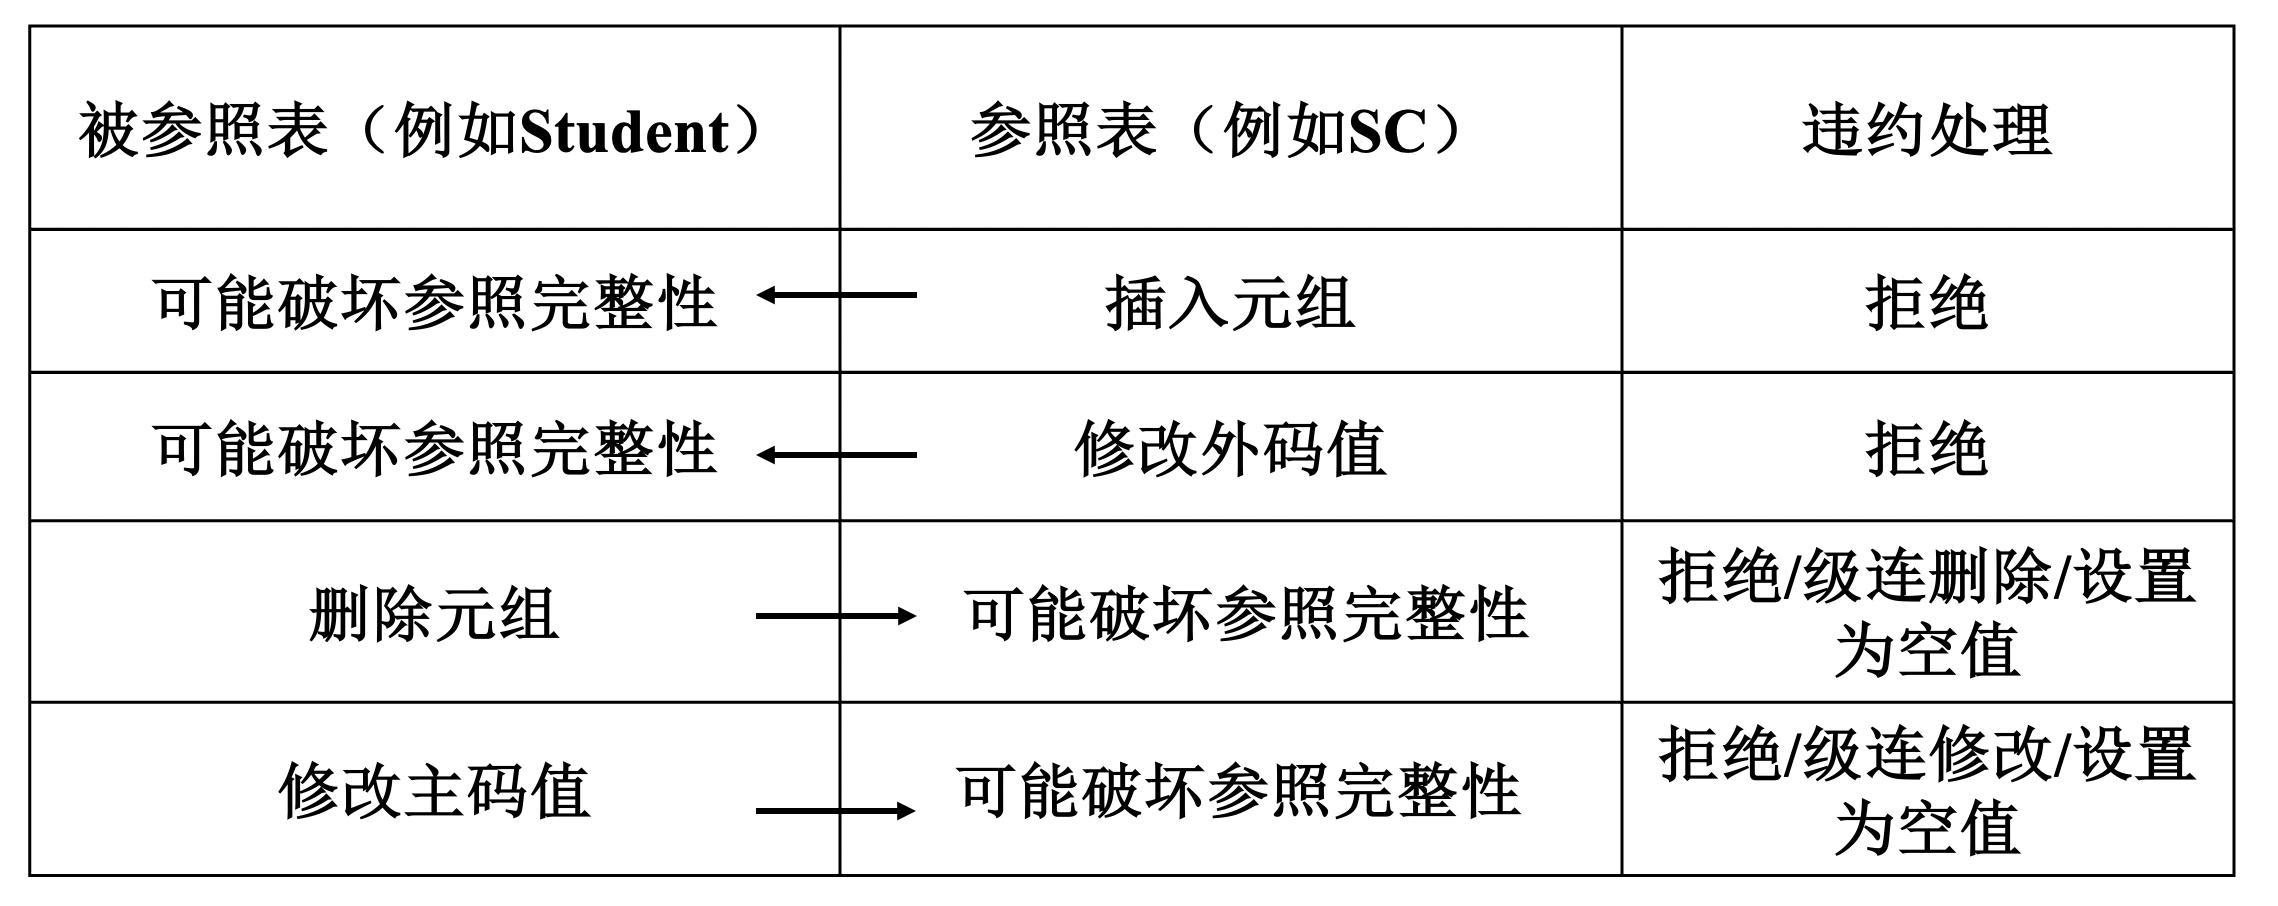 被参照表（例如Student）
参照表（例如SC）
违约处理
可能破坏参照完整性
插入元组
拒绝
可能破坏参照完整性
修改外码值
拒绝
删除元组
可能破坏参照完整性
拒绝/级连删除/设置
为空值
修改主码值
可能破坏参照完整性
拒绝/级连修改/设置
为空值